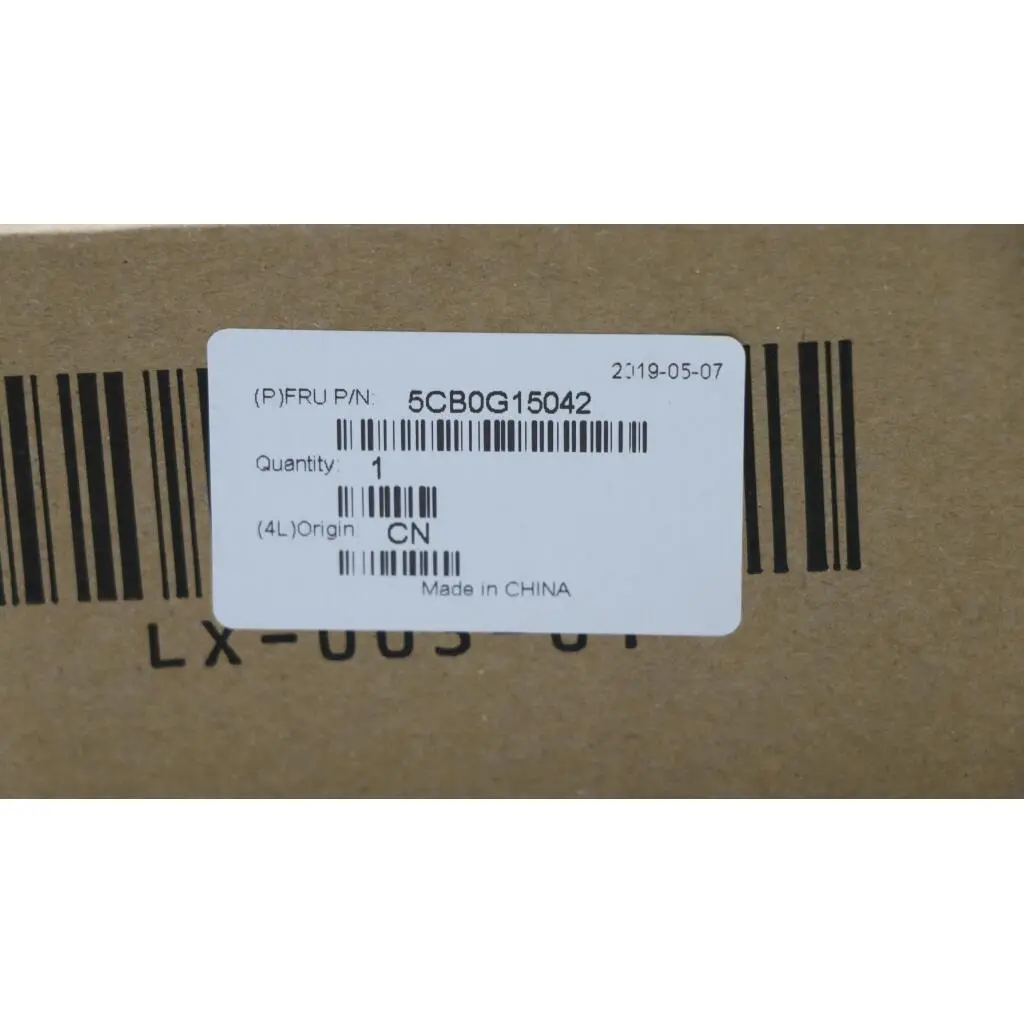 2019-05-07
(P)FRU P/N: 5CB0G15042
Quantity: 1
(4L)Origin CN
Made in CHINA